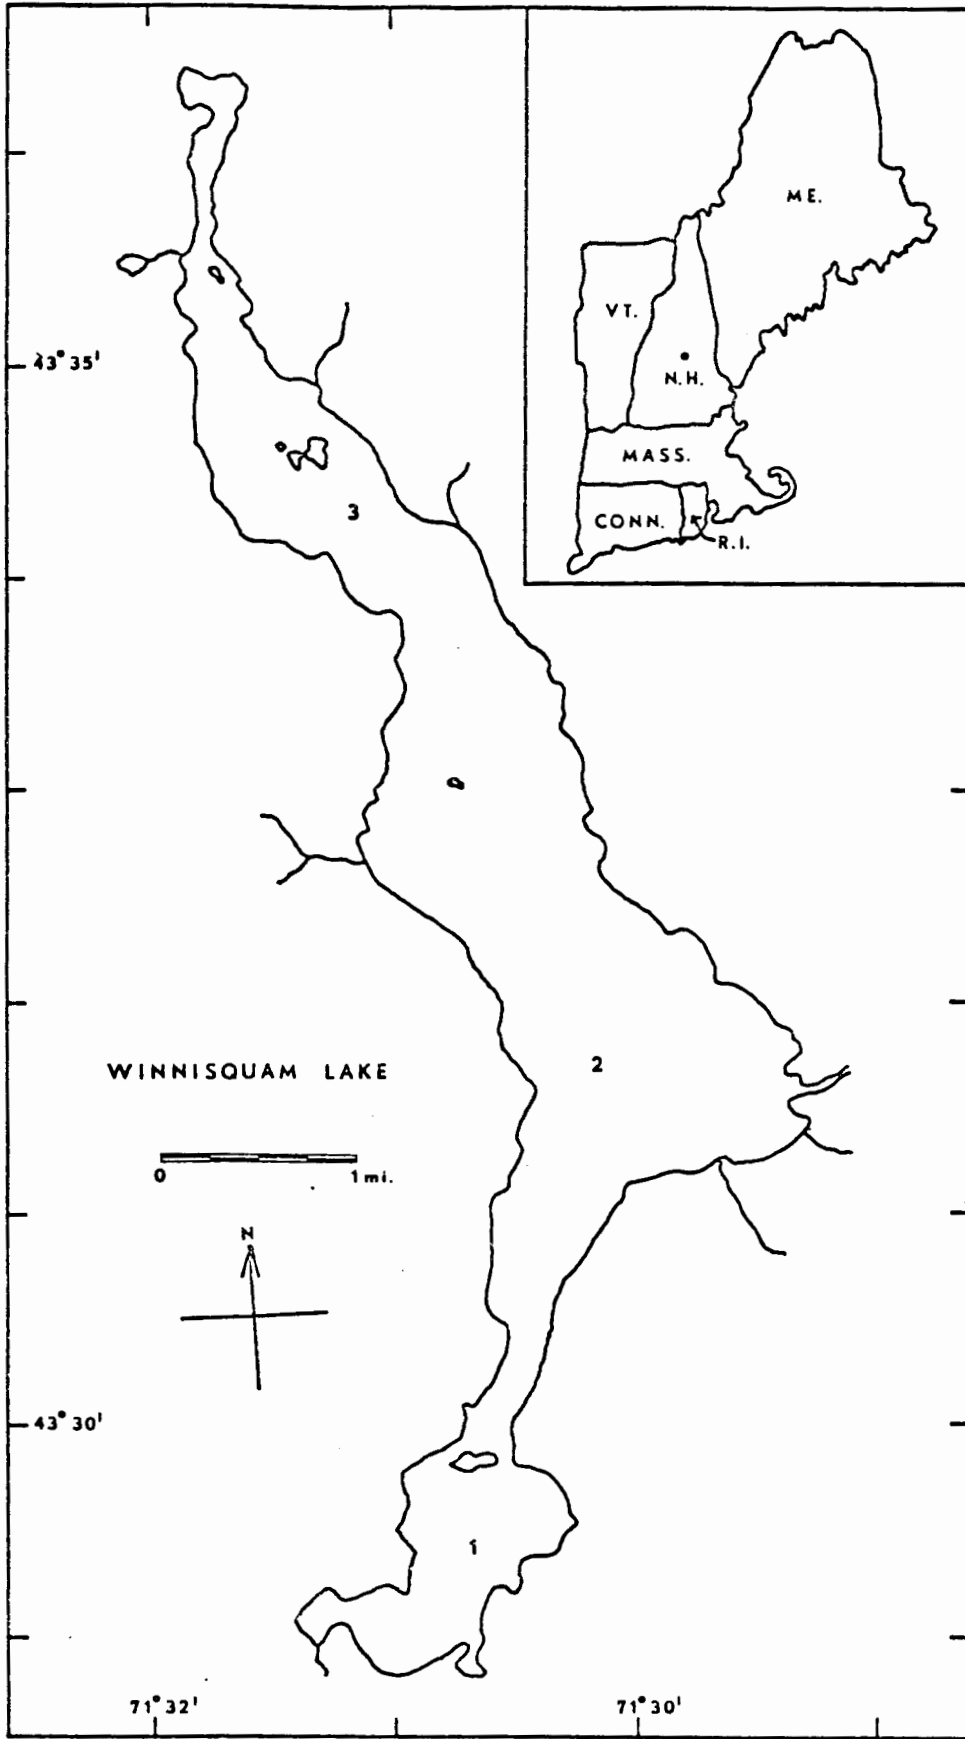 ME.
VT.
43° 35'
N.H.
MASS.
CONN.
R.I.
3
2
WINNISQUAM LAKE
0 1 mi.
N
43° 30'
1
71° 32' 71° 30'